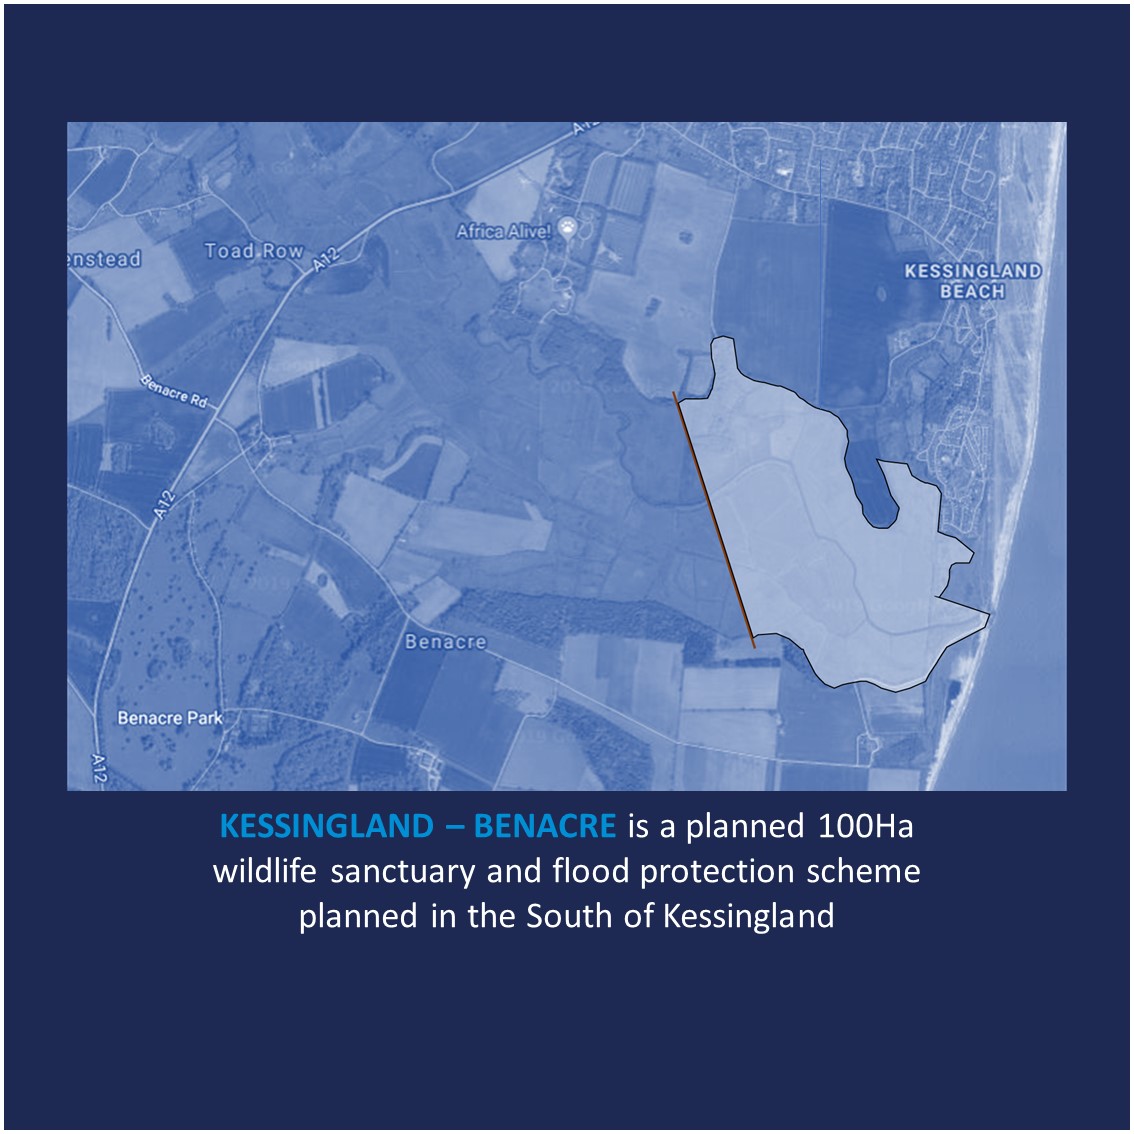 A12
Africa Alive!
enstead
Toad Row
A12
KESSINGLAND
BEACH
Benacre Rd
A12
Benacre
Benacre Park
A12
KESSINGLAND – BENACRE is a planned 100Ha
wildlife sanctuary and flood protection scheme
planned in the South of Kessingland